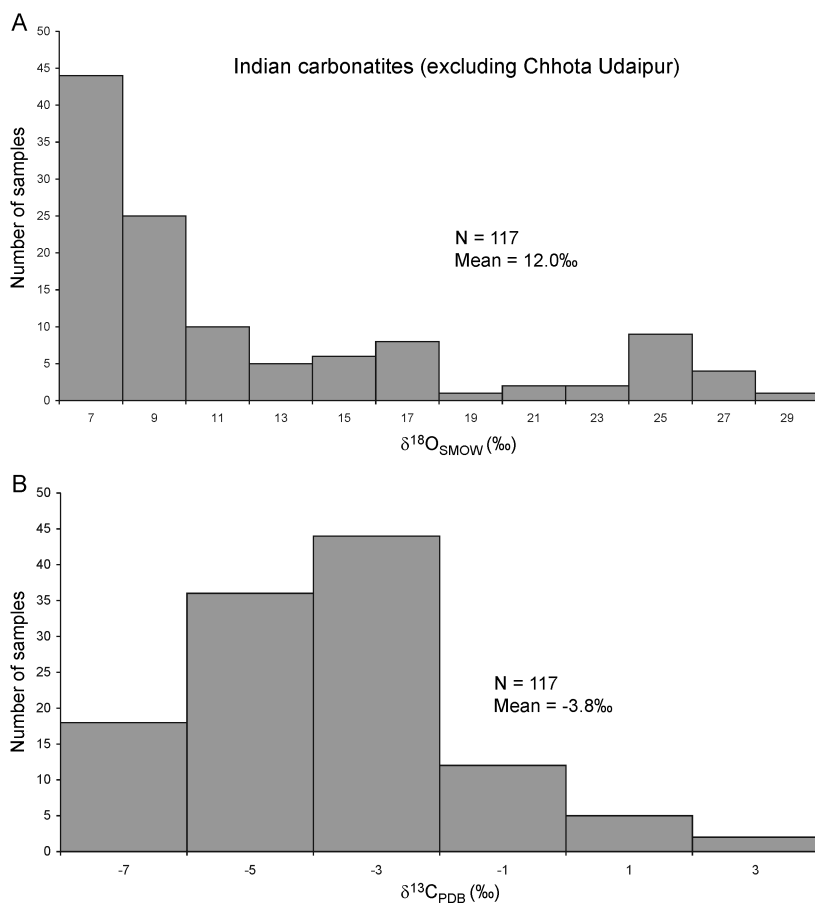 A
Indian carbonatites (excluding Chhota Udaipur)
Number of samples
50
45
40
35
30
25
20
15
10
5
0
N = 117
Mean = 12.0‰
7 9 11 13 15 17 19 21 23 25 27 29
δ¹⁸O_SMOW (‰)
B
Number of samples
50
45
40
35
30
25
20
15
10
5
0
N = 117
Mean = -3.8‰
-7 -5 -3 -1 1 3
δ¹³C_PDB (‰)